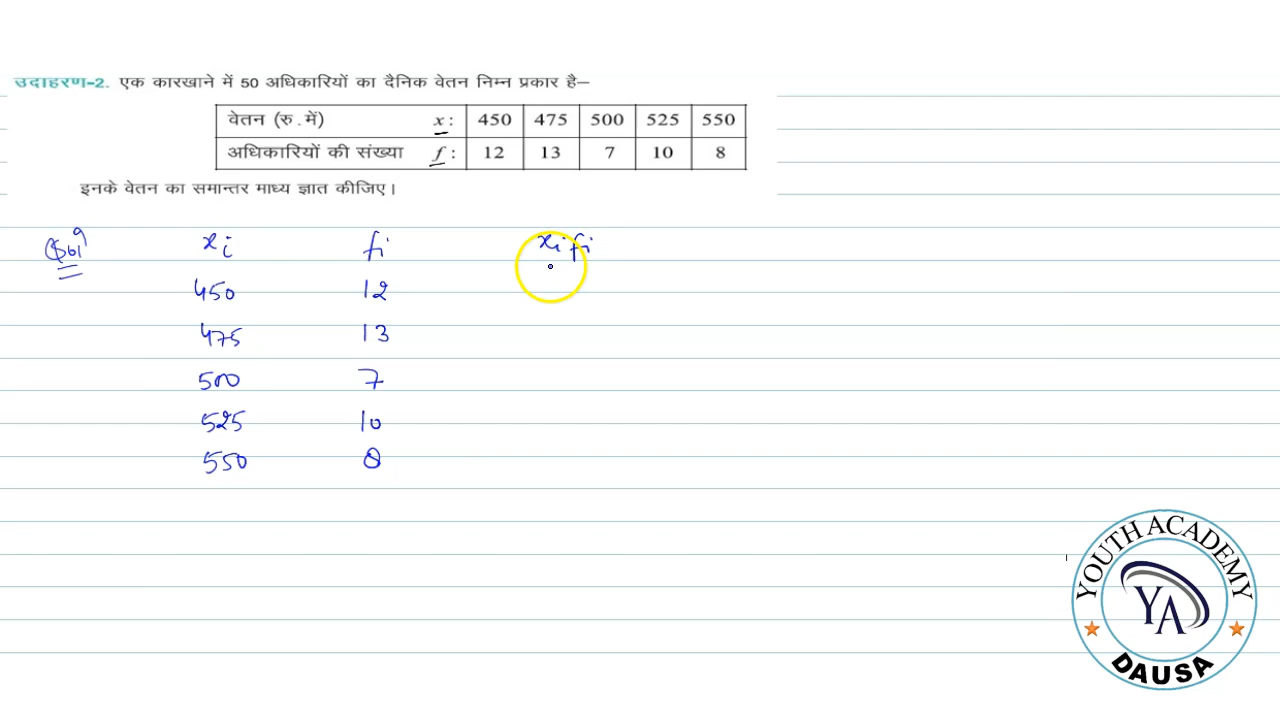 उदाहरण-2. एक कारखाने में 50 अधिकारियों का दैनिक वेतन निम्न प्रकार है—
वेतन (रु.में) x: 450 475 500 525 550
अधिकारियों की संख्या f: 12 13 7 10 8
इनके वेतन का समान्तर माध्य ज्ञात कीजिए।
xi fi xifi
450 12
475 13
500 7
525 10
550 8
YOUTH ACADEMY
YA
DAUSA